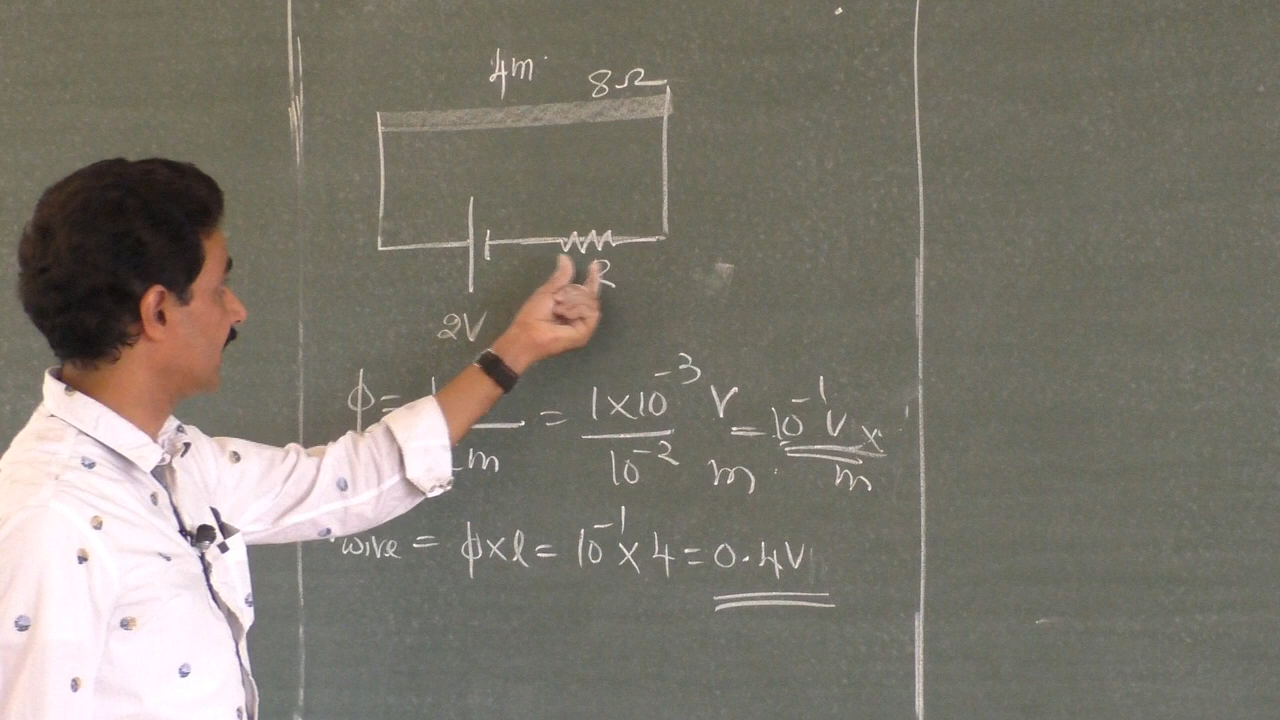 4m
8Ω
R
2V
ϕ = = 1×10⁻³ V / 10⁻² m = 10⁻¹ V / m
wire = ϕ×l = 10⁻¹×4 = 0.4V